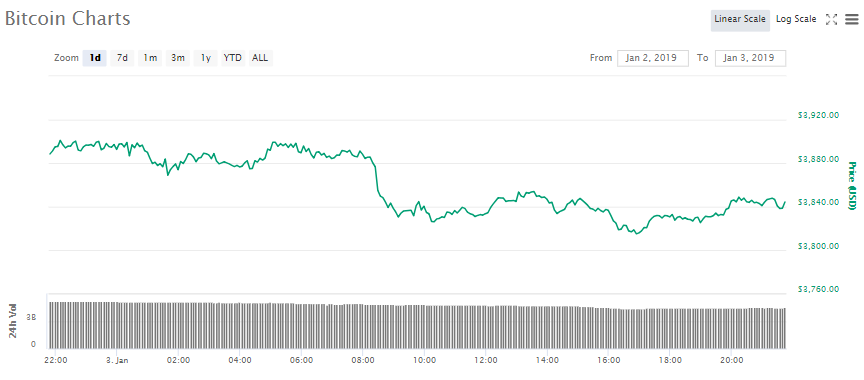 Bitcoin Charts
Linear Scale Log Scale
Zoom 1d 7d 1m 3m 1y YTD ALL From Jan 2, 2019 To Jan 3, 2019
$3,920.00
$3,880.00
$3,840.00
$3,800.00
$3,760.00
Price (USD)
24h Vol
3B
0
22:00 3. Jan 02:00 04:00 06:00 08:00 10:00 12:00 14:00 16:00 18:00 20:00